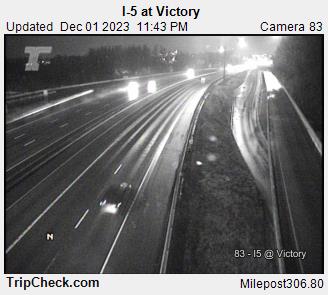 I-5 at Victory
Updated Dec 01 2023 11:43 PM Camera 83
T
N
83 - I5 @ Victory
TripCheck.com Milepost306.80